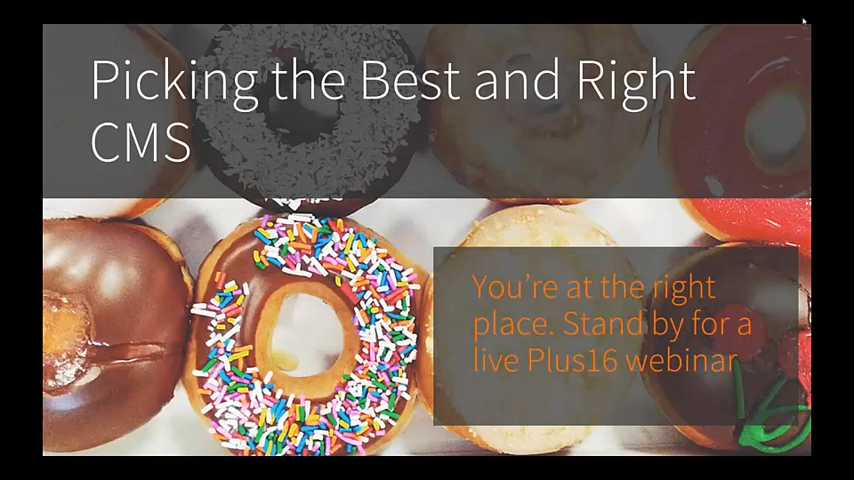 Picking the Best and Right
CMS
You're at the right
place. Stand by for a
live Plus16 webinar